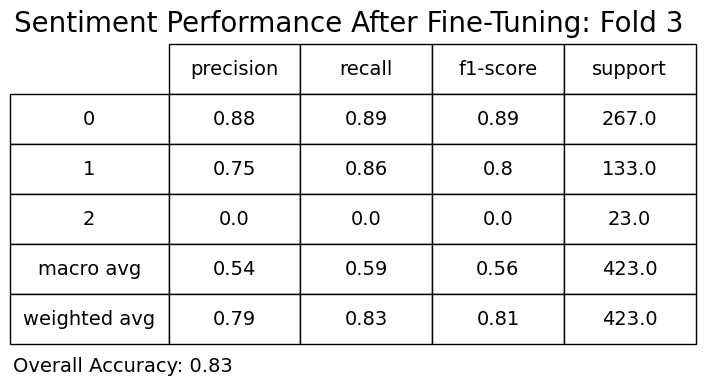 Sentiment Performance After Fine-Tuning: Fold 3
precision recall f1-score support
0 0.88 0.89 0.89 267.0
1 0.75 0.86 0.8 133.0
2 0.0 0.0 0.0 23.0
macro avg 0.54 0.59 0.56 423.0
weighted avg 0.79 0.83 0.81 423.0
Overall Accuracy: 0.83